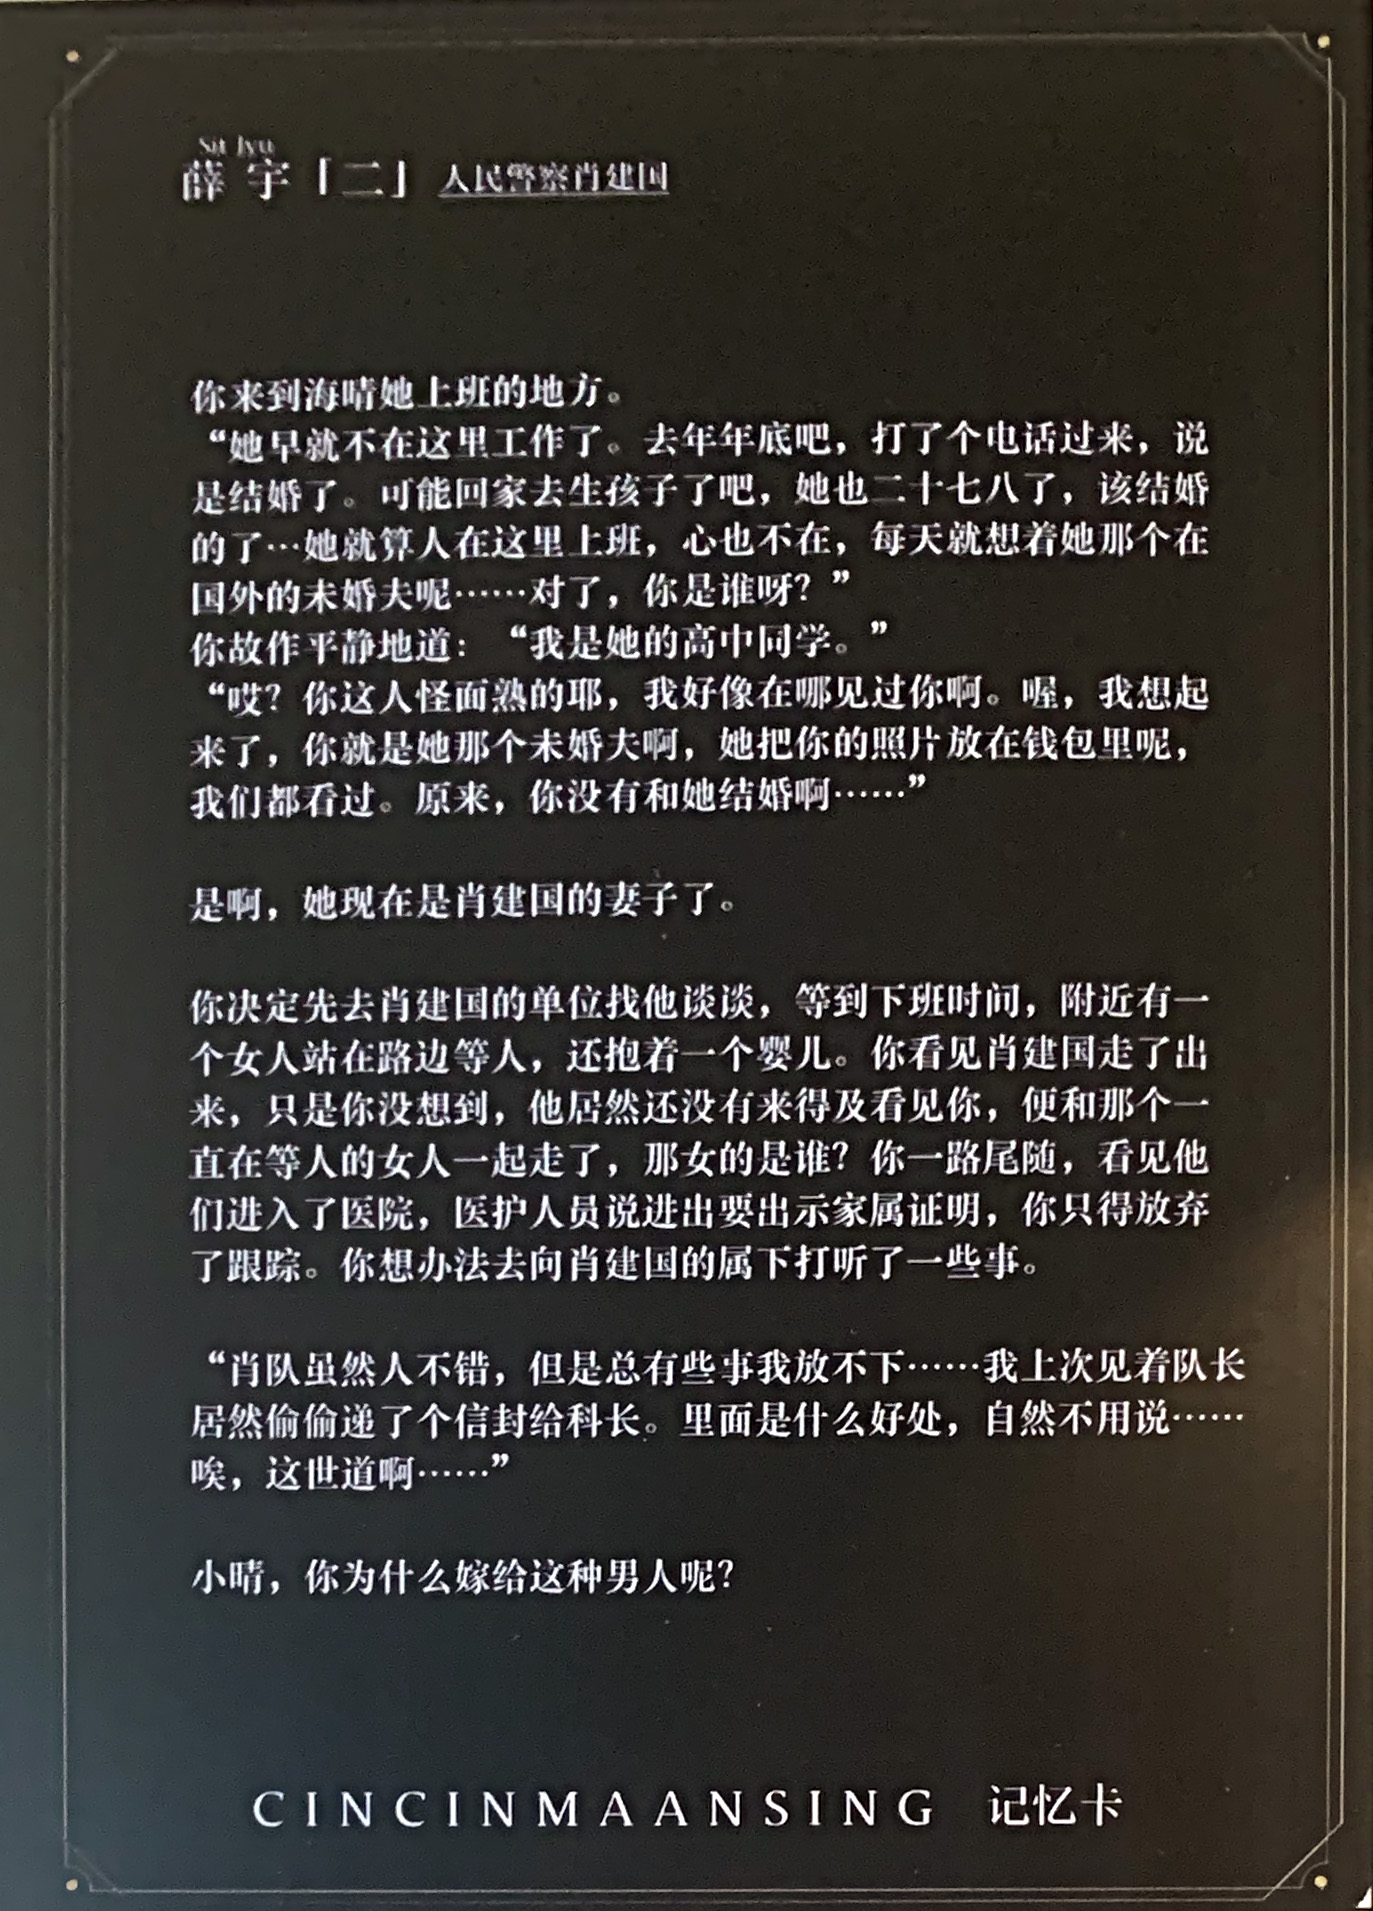 Sit Jyu
薛 宇「二」 人民警察肖建国
你来到海晴她上班的地方。
“她早就不在这里工作了。去年年底吧，打了个电话过来，说
是结婚了。可能回家去生孩子了吧，她也二十七八了，该结婚
的了…她就算人在这里上班，心也不在，每天就想着她那个在
国外的未婚夫呢……对了，你是谁呀？”
你故作平静地道：“我是她的高中同学。”
“哎？你这人怪面熟的耶，我好像在哪见过你啊。喔，我想起
来了，你就是她那个未婚夫啊，她把你的照片放在钱包里呢，
我们都看过。原来，你没有和她结婚啊……”
是啊，她现在是肖建国的妻子了。
你决定先去肖建国的单位找他谈谈，等到下班时间，附近有一
个女人站在路边等人，还抱着一个婴儿。你看见肖建国走了出
来，只是你没想到，他居然还没有来得及看见你，便和那个一
直在等人的女人一起走了，那女的是谁？你一路尾随，看见他
们进入了医院，医护人员说进出要出示家属证明，你只得放弃
了跟踪。你想办法去向肖建国的属下打听了一些事。
“肖队虽然人不错，但是总有些事我放不下……我上次见着队长
居然偷偷递了个信封给科长。里面是什么好处，自然不用说……
唉，这世道啊……”
小晴，你为什么嫁给这种男人呢？
CINCINMAANSING 记忆卡